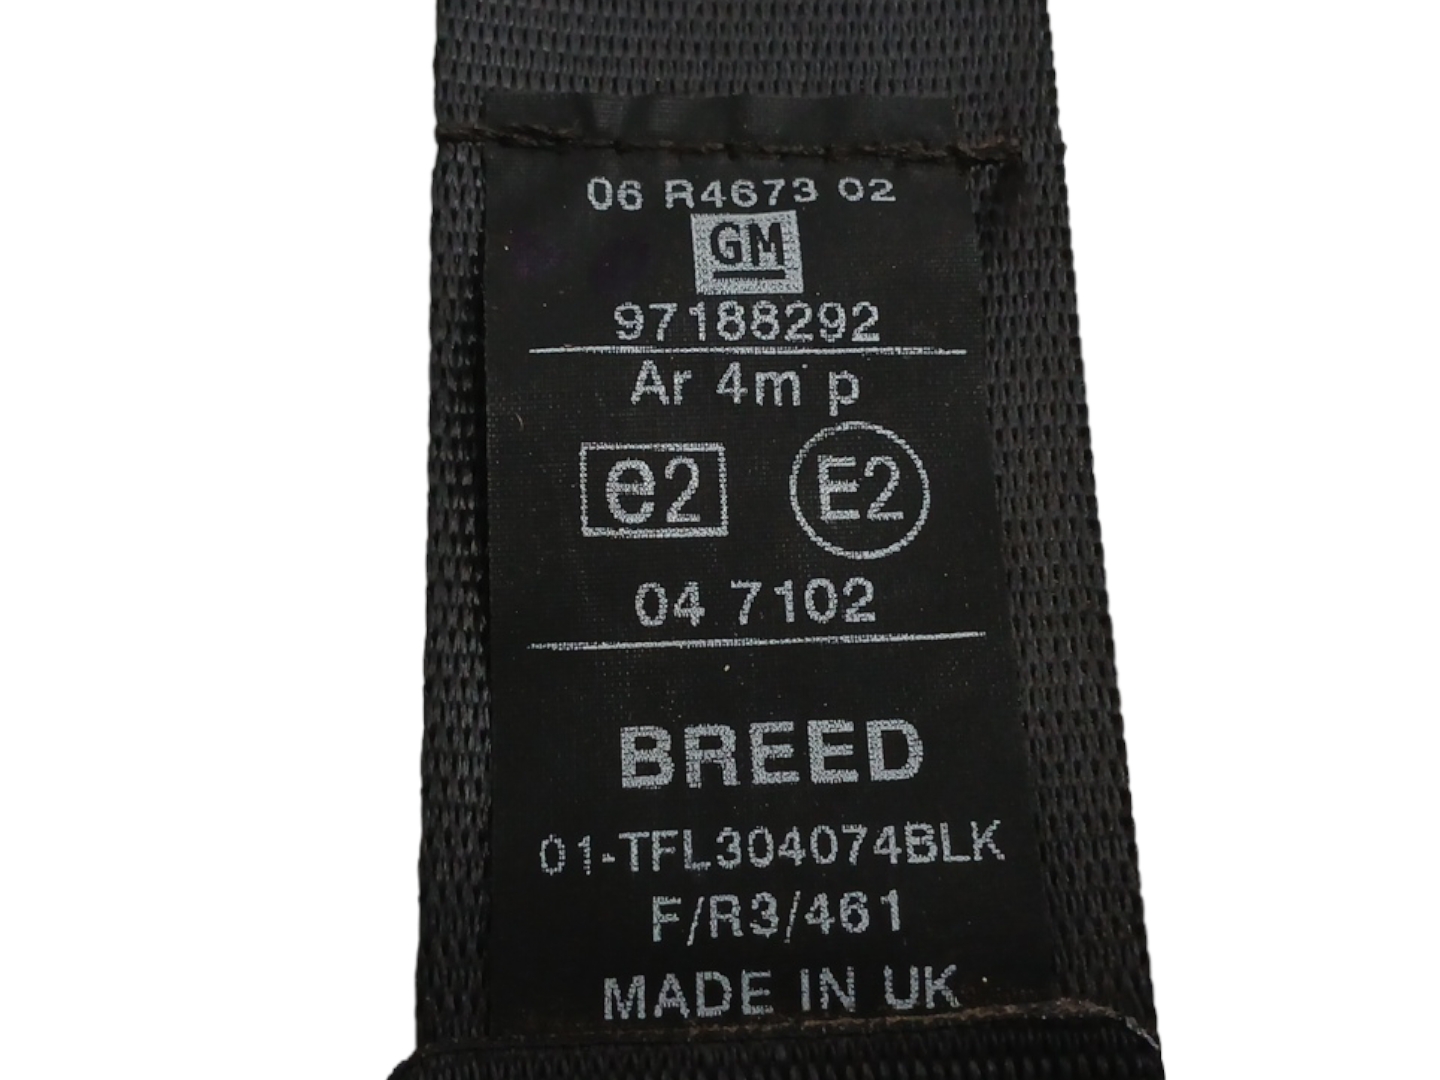 06 R4673 02
GM
97188292
Ar 4m p
e2 E2
04 7102
BREED
01-TFL304074BLK
F/R3/461
MADE IN UK